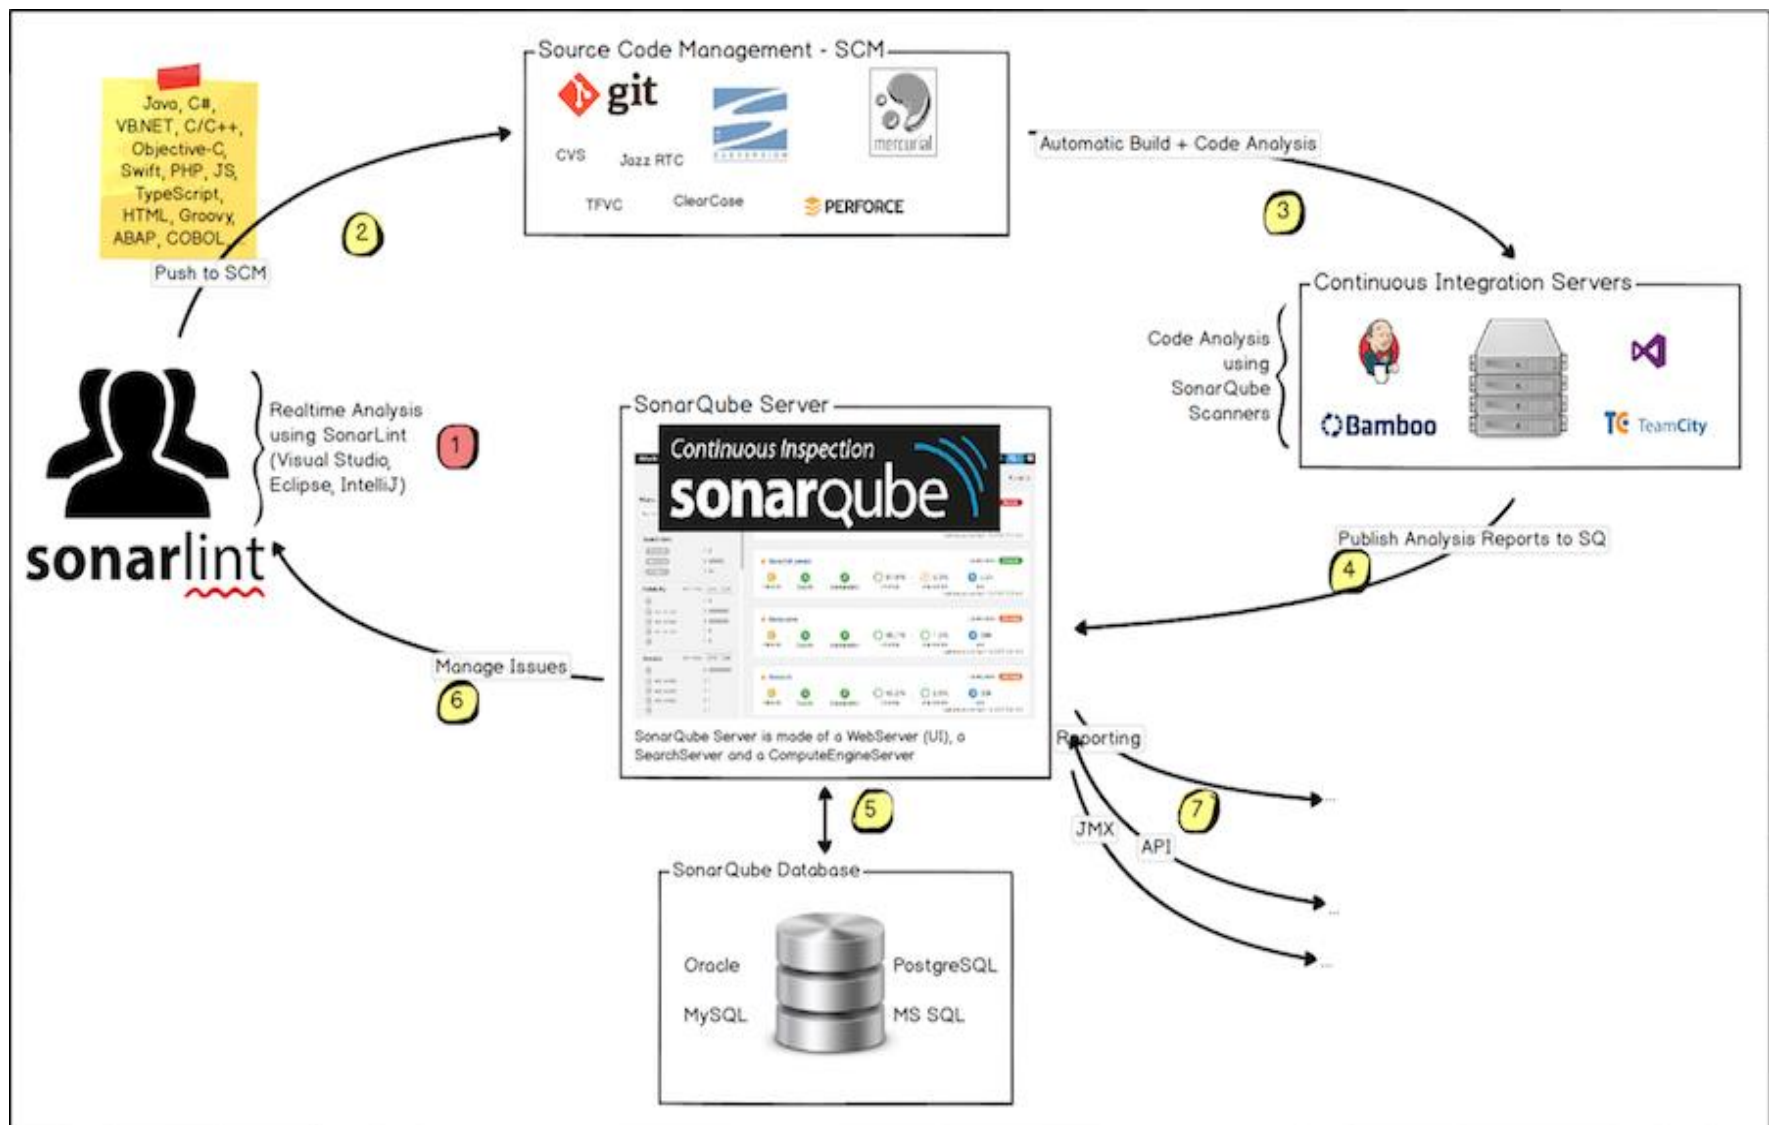 Java, C#,
VB.NET, C/C++,
Objective-C,
Swift, PHP, JS,
TypeScript,
HTML, Groovy,
ABAP, COBOL, ...
Push to SCM
2
Source Code Management - SCM
git
SUBVERSION
mercurial
CVS
Jazz RTC
TFVC
ClearCase
PERFORCE
Automatic Build + Code Analysis
3
Continuous Integration Servers
Code Analysis
using
SonarQube
Scanners
Bamboo
TeamCity
Realtime Analysis
using SonarLint
(Visual Studio,
Eclipse, IntelliJ)
1
sonarlint
SonarQube Server
Continuous Inspection
sonarqube
SonarQube Server is made of a WebServer (UI), a
SearchServer and a ComputeEngineServer
Publish Analysis Reports to SQ
4
Manage Issues
6
5
Reporting
7
JMX
API
...
...
...
SonarQube Database
Oracle
PostgreSQL
MySQL
MS SQL